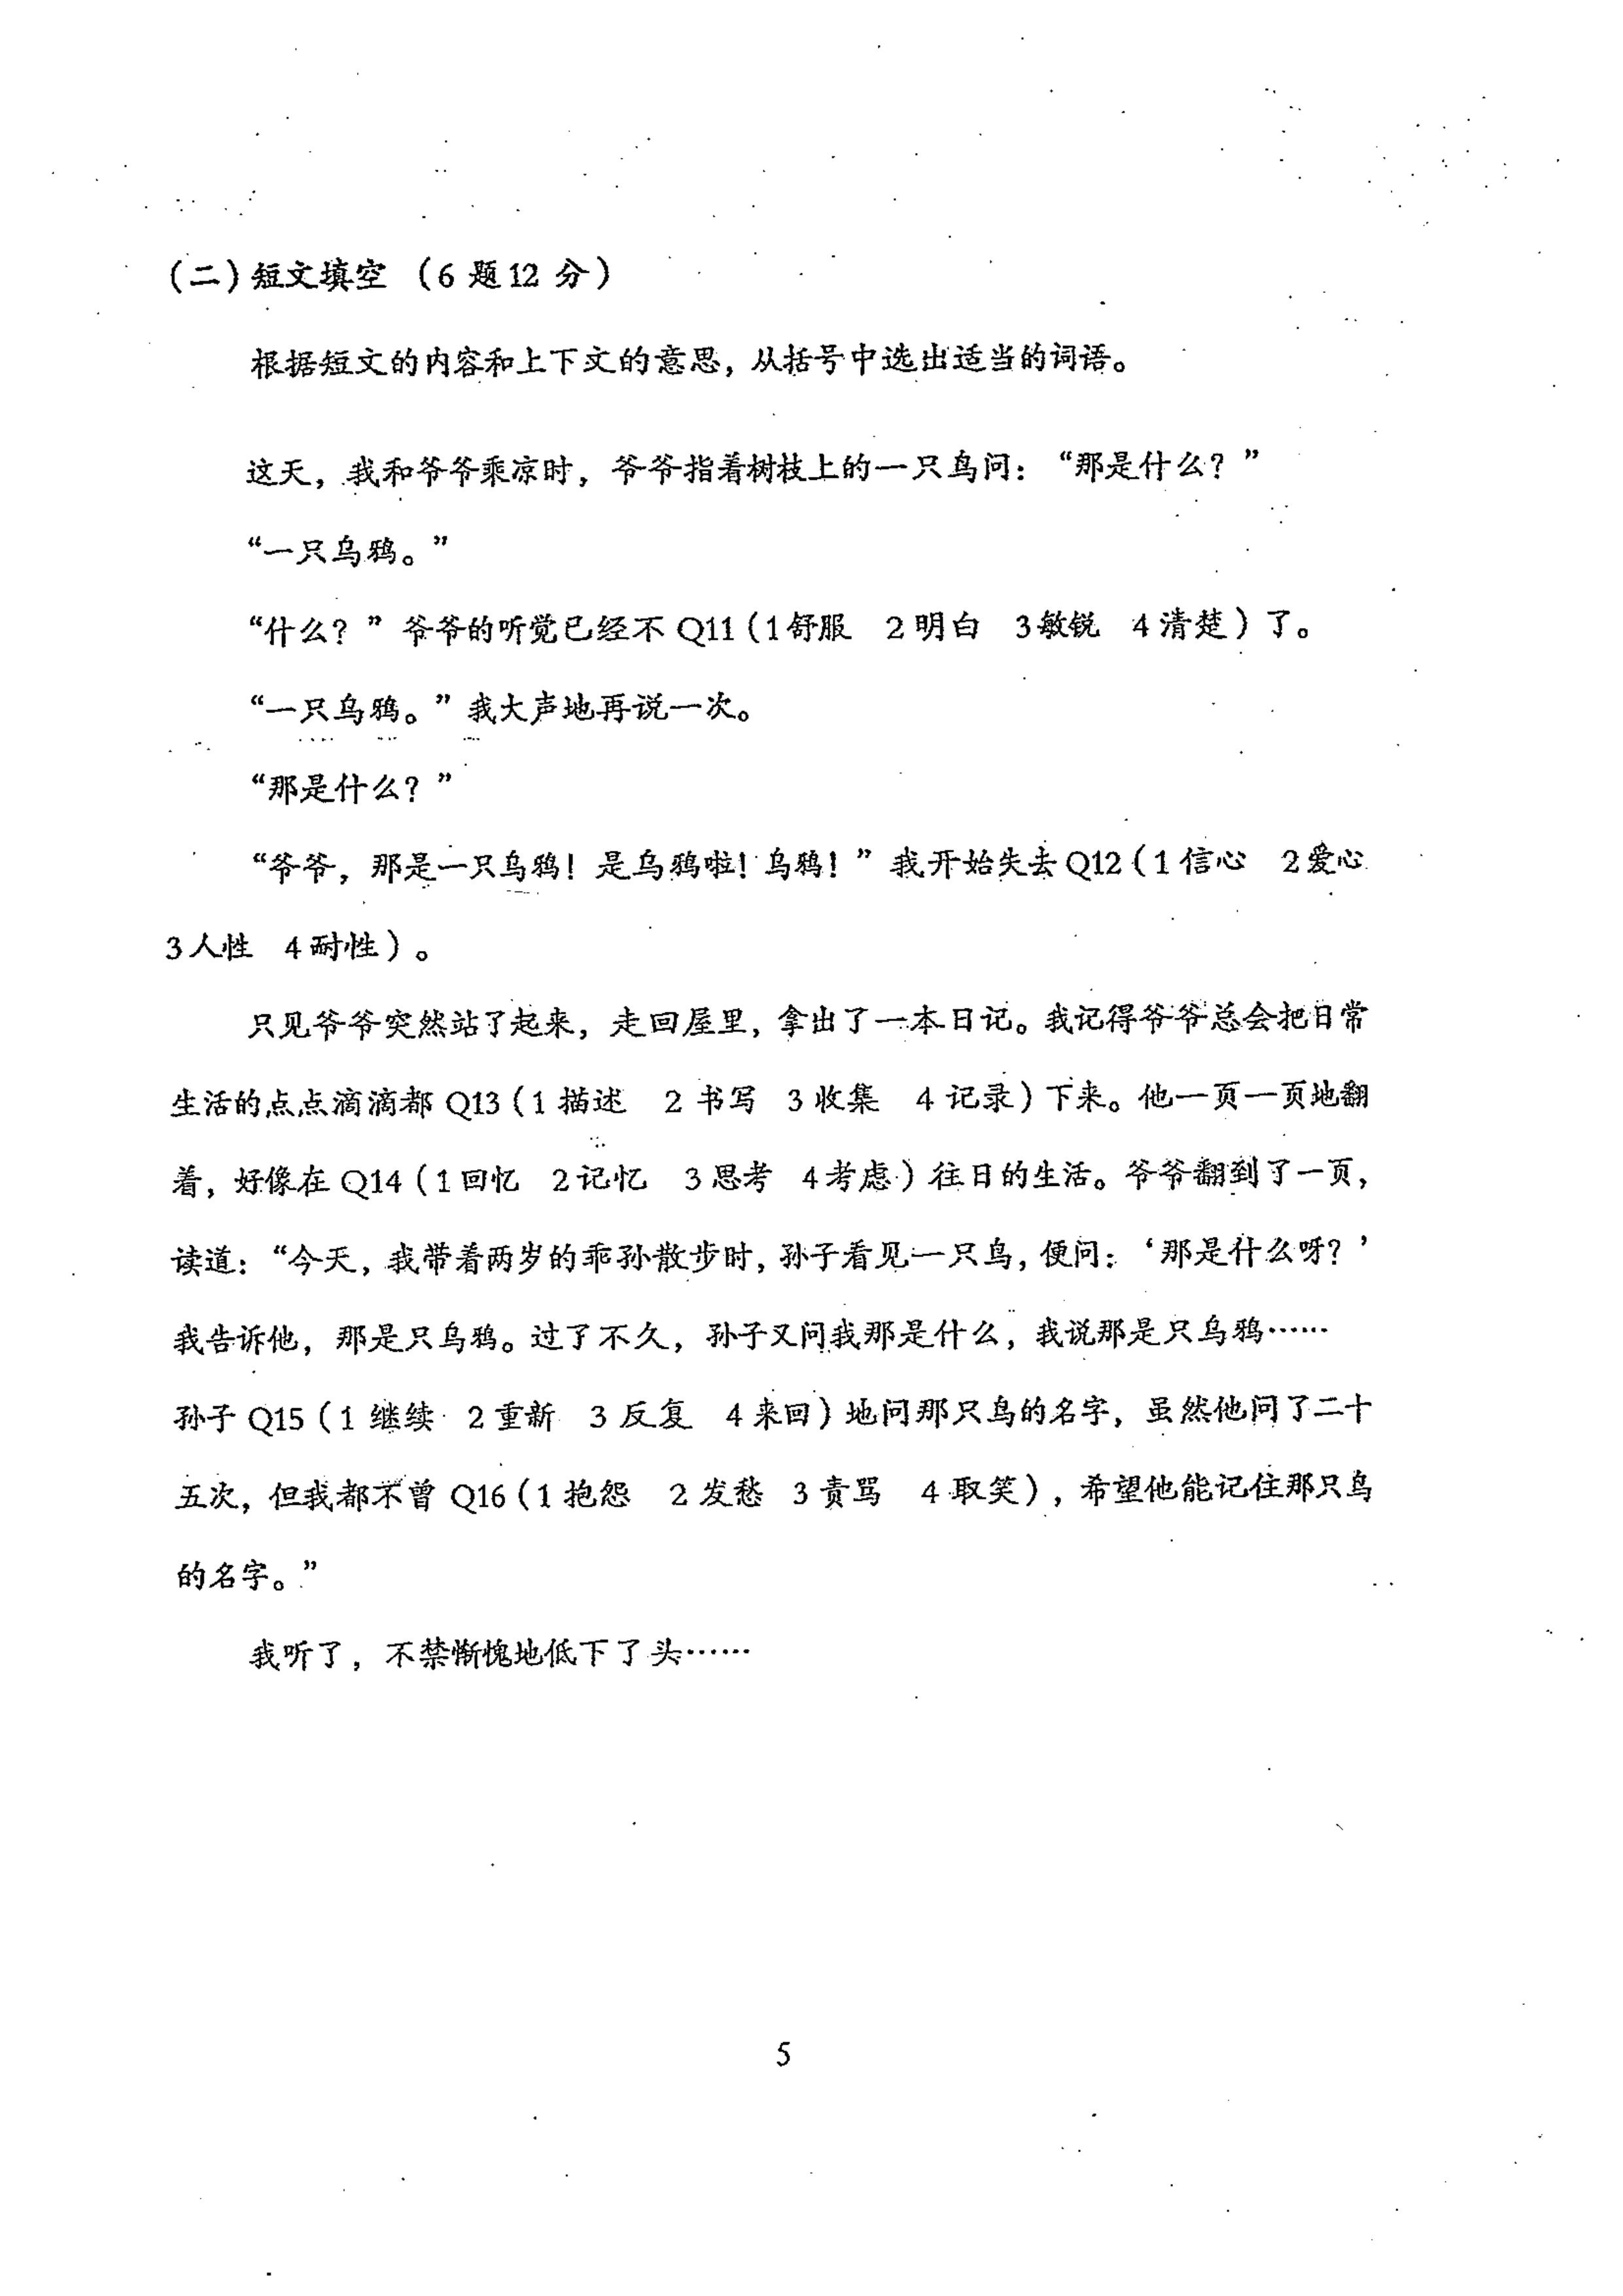 （二）短文填空 （6 题 12 分）
根据短文的内容和上下文的意思，从括号中选出适当的词语。
这天，我和爷爷乘凉时，爷爷指着树枝上的一只鸟问：“那是什么？”
“一只乌鸦。”
“什么？”爷爷的听觉已经不 Q11（1 舒服 2 明白 3 敏锐 4 清楚）了。
“一只乌鸦。”我大声地再说一次。
“那是什么？”
“爷爷，那是一只乌鸦！是乌鸦啦！乌鸦！”我开始失去 Q12（1 信心 2 爱心
3 人性 4 耐性）。
只见爷爷突然站了起来，走回屋里，拿出了一本日记。我记得爷爷总会把日常
生活的点点滴滴都 Q13（1 描述 2 书写 3 收集 4 记录）下来。他一页一页地翻
着，好像在 Q14（1 回忆 2 记忆 3 思考 4 考虑）往日的生活。爷爷翻到了一页，
读道：“今天，我带着两岁的乖孙散步时，孙子看见一只鸟，便问：‘那是什么呀？’
我告诉他，那是只乌鸦。过了不久，孙子又问我那是什么，我说那是只乌鸦……
孙子 Q15（1 继续 2 重新 3 反复 4 来回）地问那只鸟的名字，虽然他问了二十
五次，但我都不曾 Q16（1 抱怨 2 发愁 3 责骂 4 取笑），希望他能记住那只鸟
的名字。”
我听了，不禁惭愧地低下了头……
5